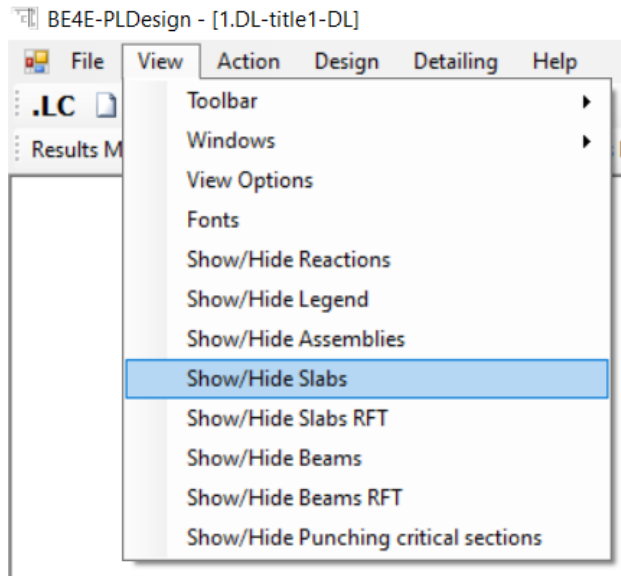 BE4E-PLDesign - [1.DL-title1-DL]
File View Action Design Detailing Help
.LC
Results M
Toolbar
Windows
View Options
Fonts
Show/Hide Reactions
Show/Hide Legend
Show/Hide Assemblies
Show/Hide Slabs
Show/Hide Slabs RFT
Show/Hide Beams
Show/Hide Beams RFT
Show/Hide Punching critical sections